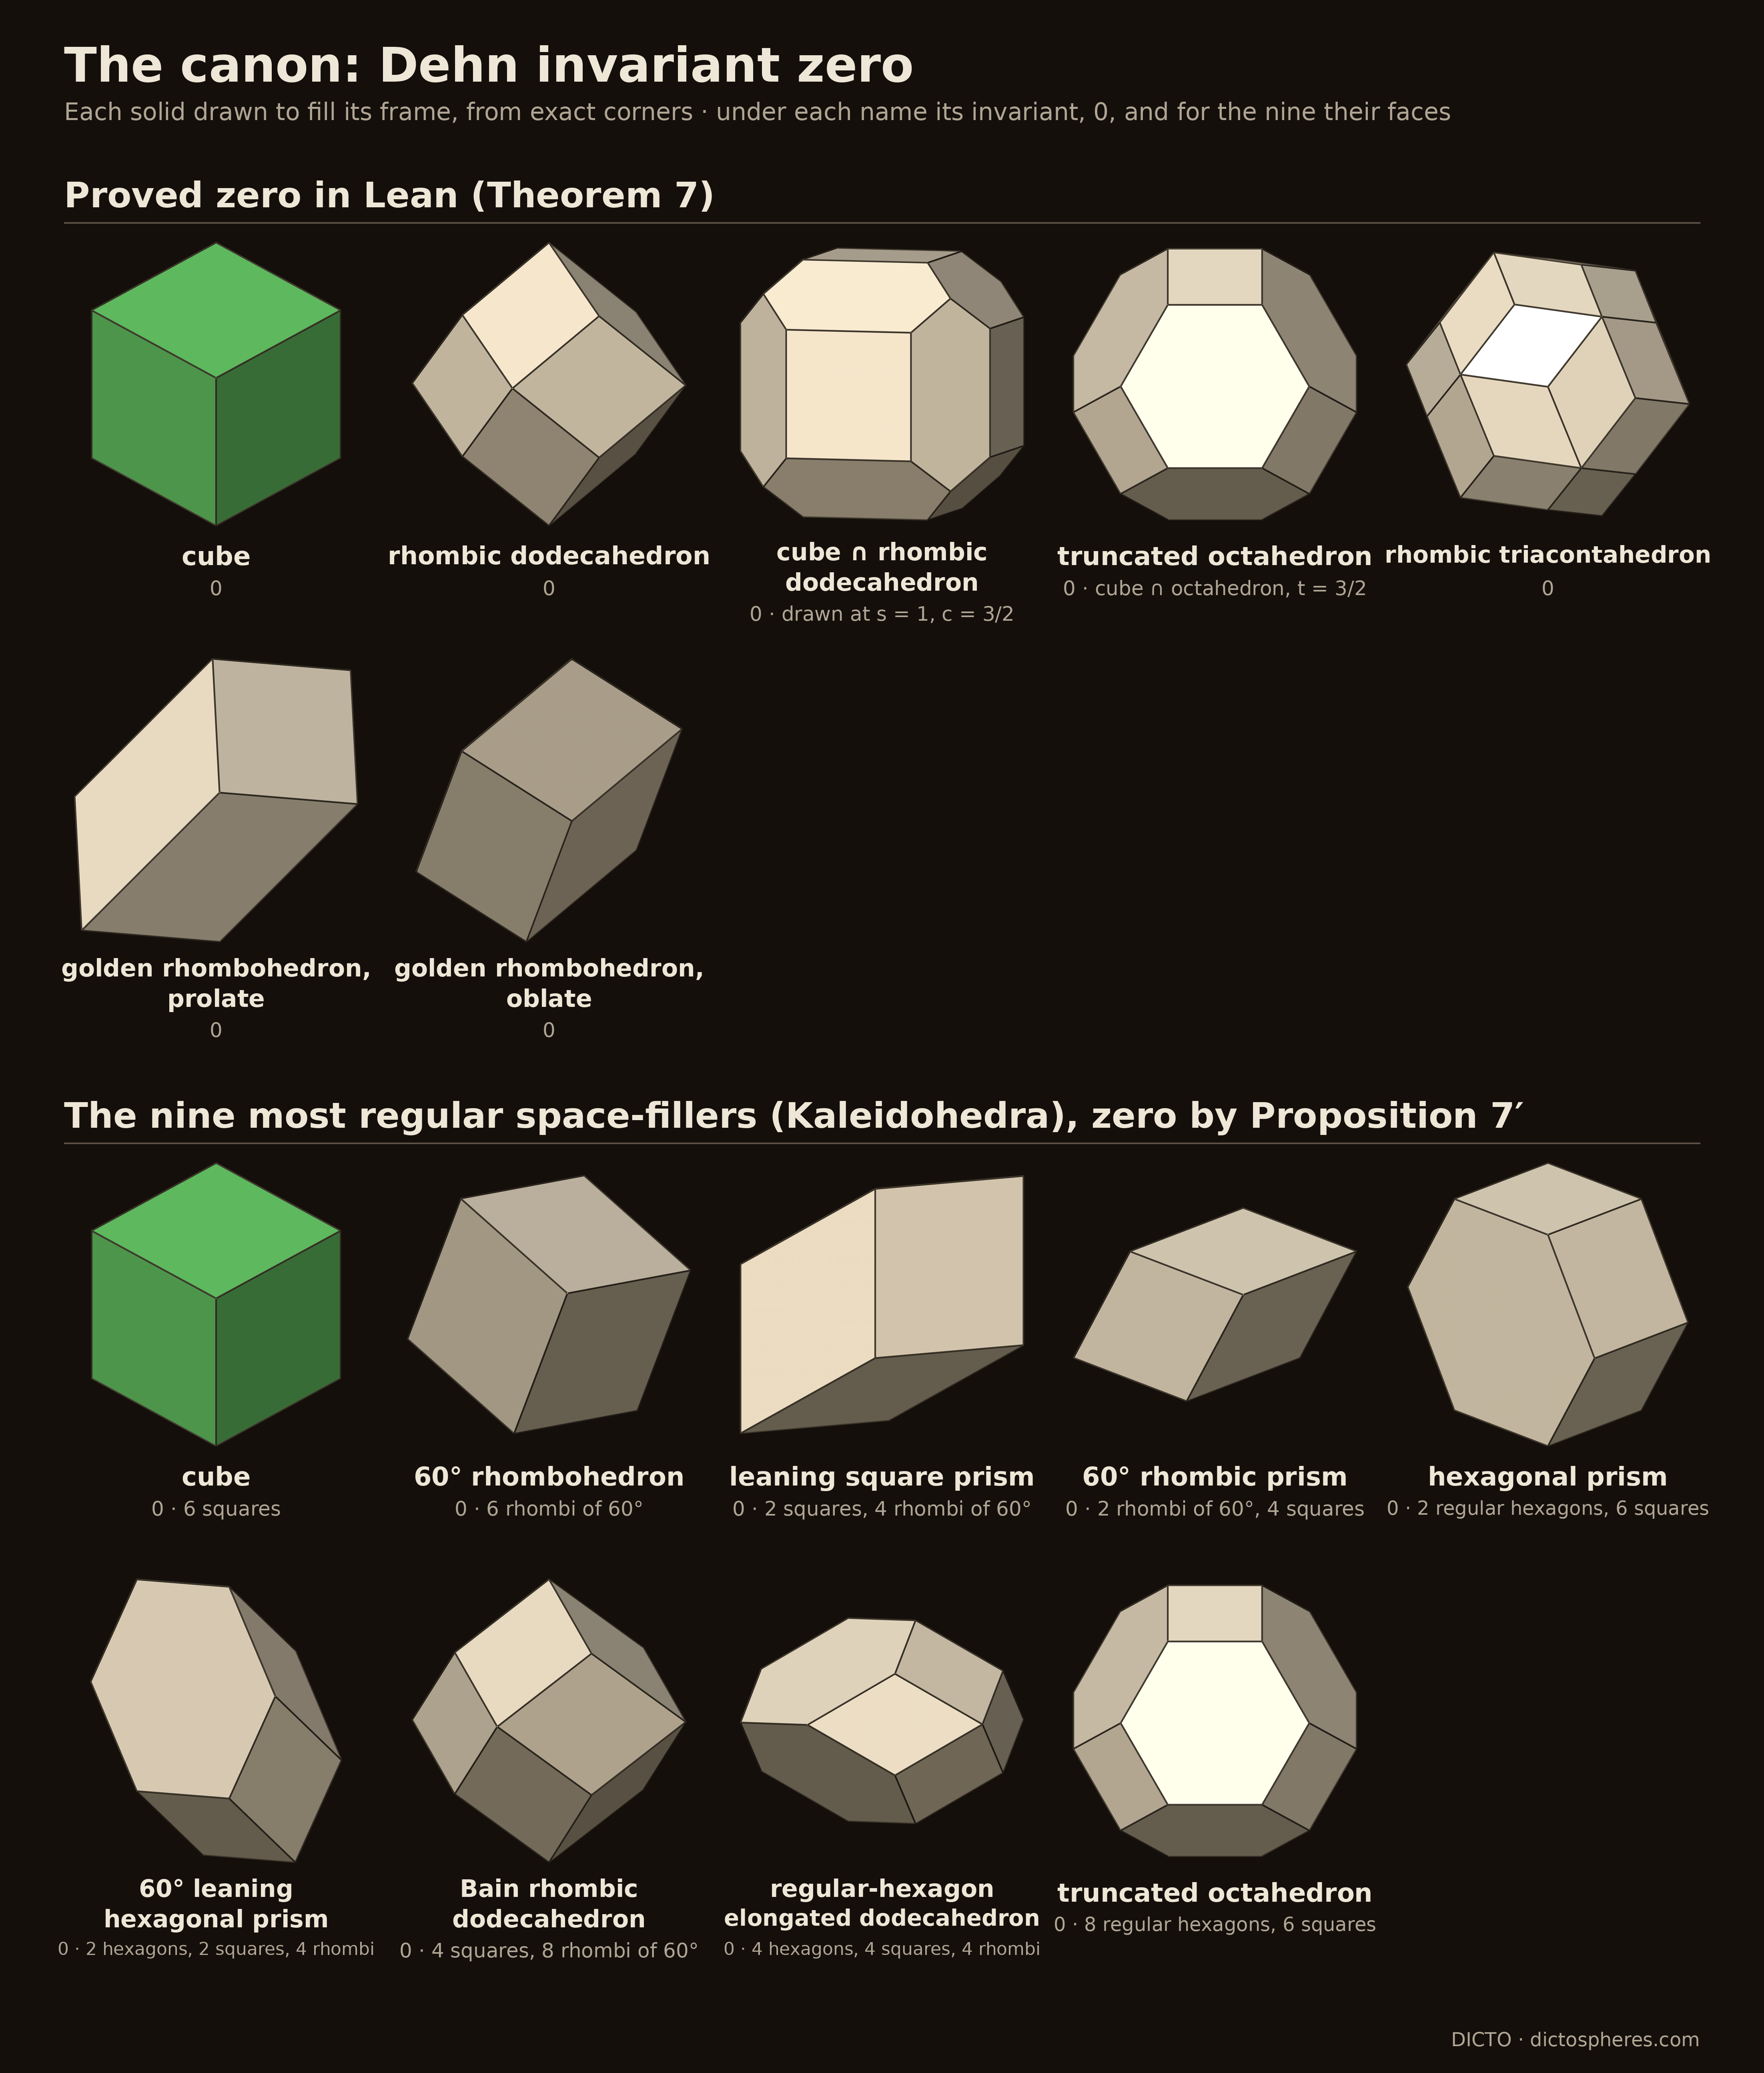 The canon: Dehn invariant zero
Each solid drawn to fill its frame, from exact corners · under each name its invariant, 0, and for the nine their faces
Proved zero in Lean (Theorem 7)
cube
0
rhombic dodecahedron
0
cube ∩ rhombic
dodecahedron
0 · drawn at s = 1, c = 3/2
truncated octahedron
0 · cube ∩ octahedron, t = 3/2
rhombic triacontahedron
0
golden rhombohedron,
prolate
0
golden rhombohedron,
oblate
0
The nine most regular space-fillers (Kaleidohedra), zero by Proposition 7′
cube
0 · 6 squares
60° rhombohedron
0 · 6 rhombi of 60°
leaning square prism
0 · 2 squares, 4 rhombi of 60°
60° rhombic prism
0 · 2 rhombi of 60°, 4 squares
hexagonal prism
0 · 2 regular hexagons, 6 squares
60° leaning
hexagonal prism
0 · 2 hexagons, 2 squares, 4 rhombi
Bain rhombic
dodecahedron
0 · 4 squares, 8 rhombi of 60°
regular-hexagon
elongated dodecahedron
0 · 4 hexagons, 4 squares, 4 rhombi
truncated octahedron
0 · 8 regular hexagons, 6 squares
DICTO · dictospheres.com